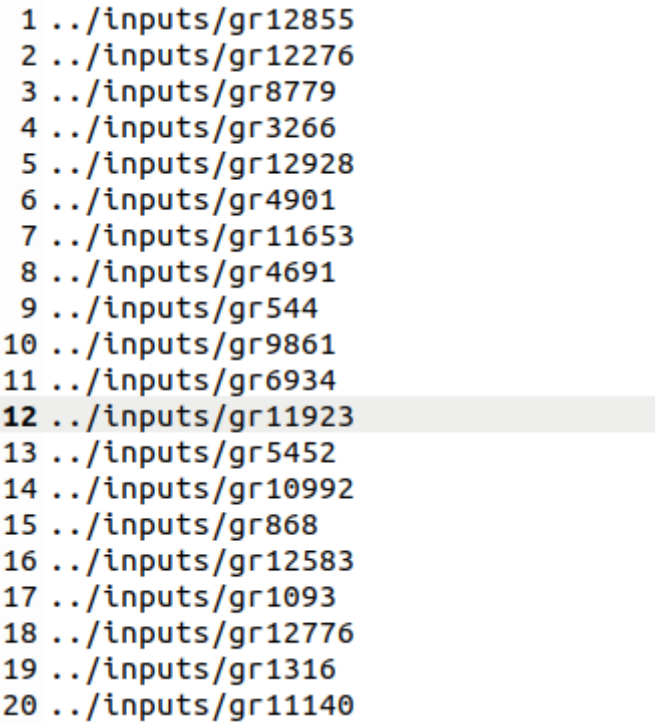 1 ../inputs/gr12855
2 ../inputs/gr12276
3 ../inputs/gr8779
4 ../inputs/gr3266
5 ../inputs/gr12928
6 ../inputs/gr4901
7 ../inputs/gr11653
8 ../inputs/gr4691
9 ../inputs/gr544
10 ../inputs/gr9861
11 ../inputs/gr6934
12 ../inputs/gr11923
13 ../inputs/gr5452
14 ../inputs/gr10992
15 ../inputs/gr868
16 ../inputs/gr12583
17 ../inputs/gr1093
18 ../inputs/gr12776
19 ../inputs/gr1316
20 ../inputs/gr11140